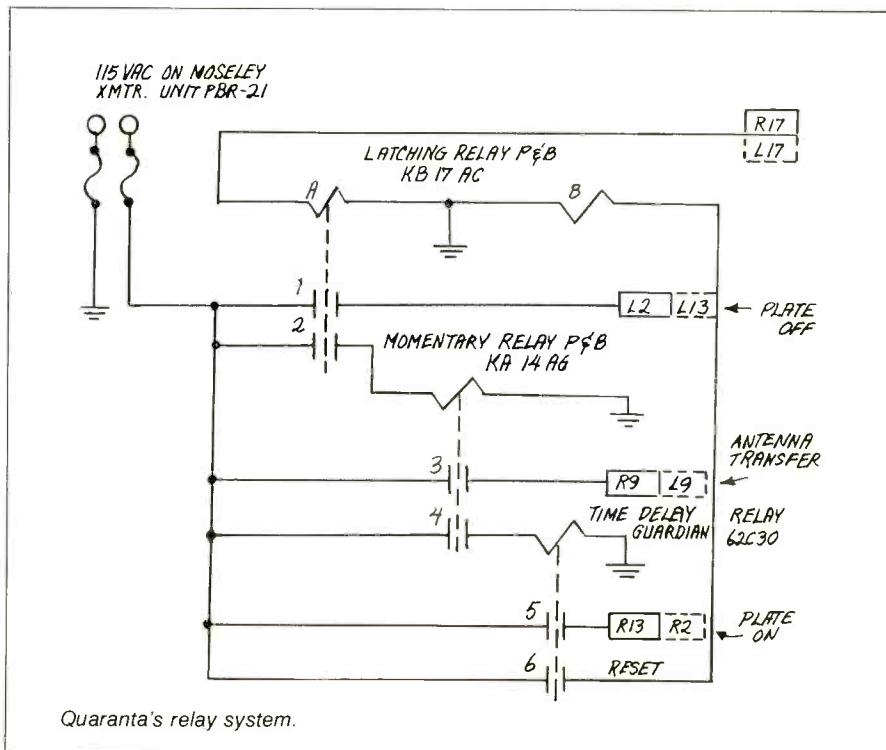 115 VAC ON MOSELEY
XMTR. UNIT PBR-21
R17
L17
LATCHING RELAY P&B
KB 17 AC
A
B
1
L2 L13
PLATE
OFF
2
MOMENTARY RELAY P&B
KA 14 AG
ANTENNA
TRANSFER
3
R9 L9
4
TIME DELAY RELAY
GUARDIAN 62C30
5
R13 R2
PLATE
ON
6
RESET
Quaranta's relay system.